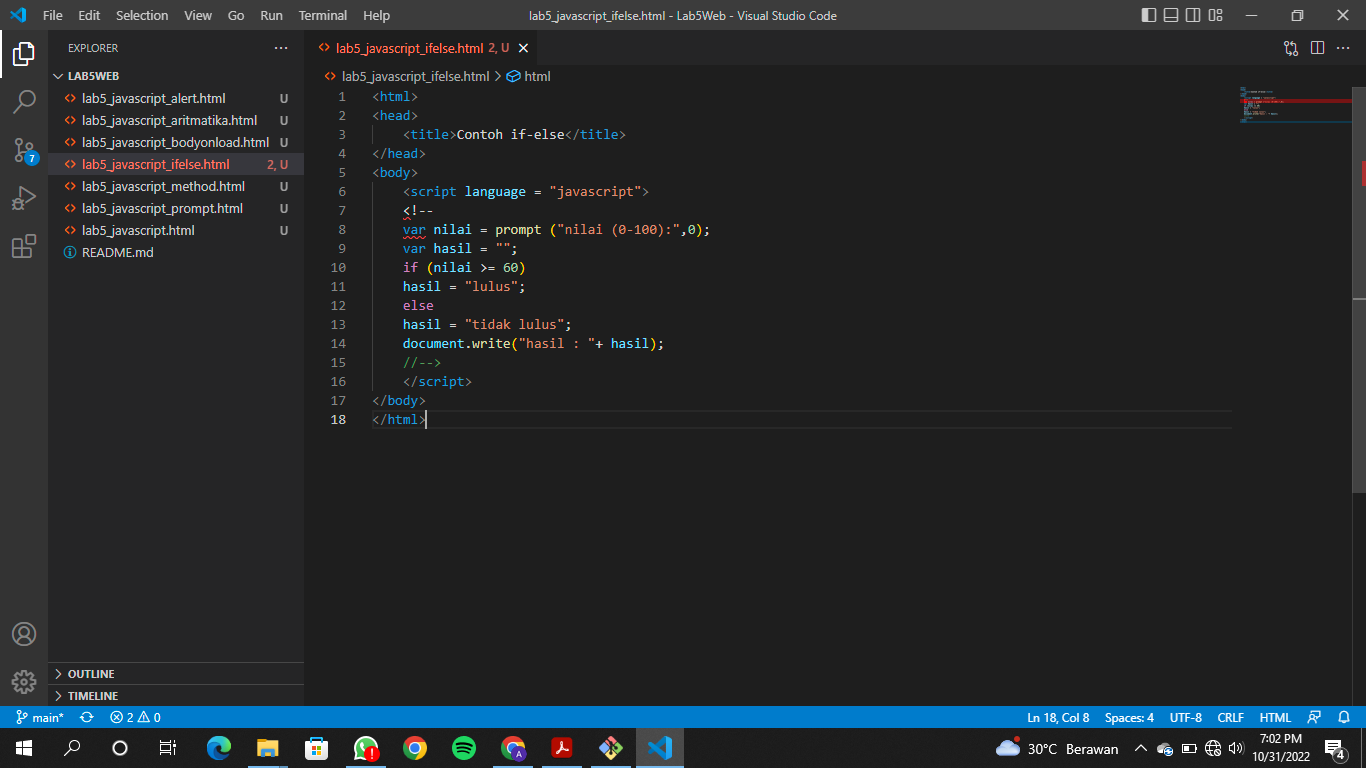 File Edit Selection View Go Run Terminal Help lab5_javascript_ifelse.html - Lab5Web - Visual Studio Code
EXPLORER
LAB5WEB
lab5_javascript_alert.html U
lab5_javascript_aritmatika.html U
lab5_javascript_bodyonload.html U
lab5_javascript_ifelse.html 2, U
lab5_javascript_method.html U
lab5_javascript_prompt.html U
lab5_javascript.html U
README.md
7
OUTLINE
TIMELINE
lab5_javascript_ifelse.html 2, U
lab5_javascript_ifelse.html > html
1 <html>
2 <head>
3 <title>Contoh if-else</title>
4 </head>
5 <body>
6 <script language = "javascript">
7 <!--
8 var nilai = prompt ("nilai (0-100):",0);
9 var hasil = "";
10 if (nilai >= 60)
11 hasil = "lulus";
12 else
13 hasil = "tidak lulus";
14 document.write("hasil : "+ hasil);
15 //-->
16 </script>
17 </body>
18 </html>
main* 2 0 Ln 18, Col 8 Spaces: 4 UTF-8 CRLF HTML
30°C Berawan 7:02 PM
10/31/2022
4